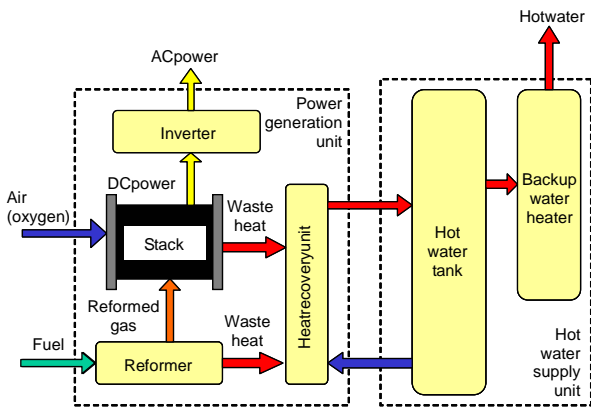 Hotwater
ACpower
Power
generation
unit
Inverter
DCpower
Air
(oxygen)
Waste
heat
Stack
Heatrecoveryunit
Hot
water
tank
Backup
water
heater
Reformed
gas
Waste
heat
Fuel
Reformer
Hot
water
supply
unit